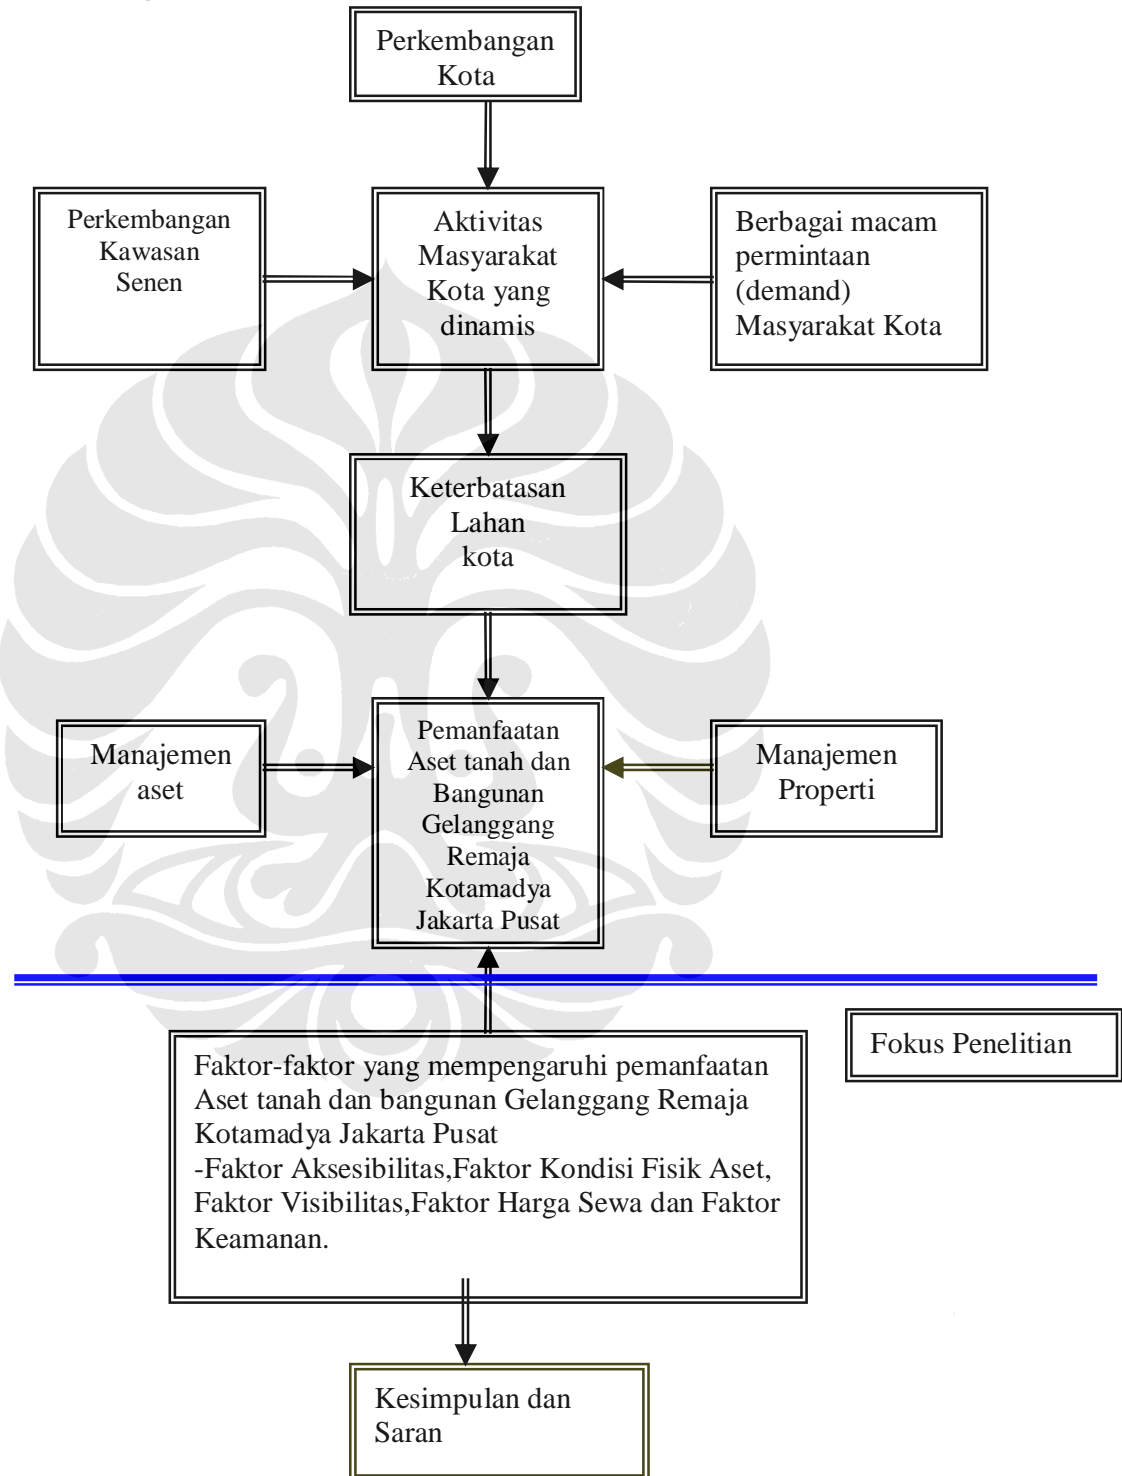 Perkembangan
Kota
Perkembangan
Kawasan
Senen
Aktivitas
Masyarakat
Kota yang
dinamis
Berbagai macam
permintaan
(demand)
Masyarakat Kota
Keterbatasan
Lahan
kota
Manajemen
aset
Pemanfaatan
Aset tanah dan
Bangunan
Gelanggang
Remaja
Kotamadya
Jakarta Pusat
Manajemen
Properti
Fokus Penelitian
Faktor-faktor yang mempengaruhi pemanfaatan
Aset tanah dan bangunan Gelanggang Remaja
Kotamadya Jakarta Pusat
-Faktor Aksesibilitas,Faktor Kondisi Fisik Aset,
Faktor Visibilitas,Faktor Harga Sewa dan Faktor
Keamanan.
Kesimpulan dan
Saran